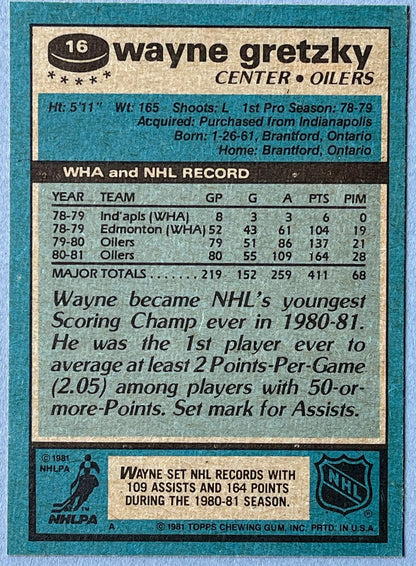 16 wayne gretzky
★★★★★ CENTER • OILERS
Ht: 5'11" Wt: 165 Shoots: L 1st Pro Season: 78-79
Acquired: Purchased from Indianapolis
Born: 1-26-61, Brantford, Ontario
Home: Brantford, Ontario
WHA and NHL RECORD
YEAR TEAM GP G A PTS PIM
78-79 Ind'apls (WHA) 8 3 3 6 0
78-79 Edmonton (WHA) 52 43 61 104 19
79-80 Oilers 79 51 86 137 21
80-81 Oilers 80 55 109 164 28
MAJOR TOTALS ..... 219 152 259 411 68
Wayne became NHL's youngest
Scoring Champ ever in 1980-81.
He was the 1st player ever to
average at least 2 Points-Per-Game
(2.05) among players with 50-or-
more-Points. Set mark for Assists.
© 1981
NHLPA
NHLPA
TM
WAYNE SET NHL RECORDS WITH
109 ASSISTS AND 164 POINTS
DURING THE 1980-81 SEASON.
NHL
A © 1981 TOPPS CHEWING GUM, INC. PRTD. IN U.S.A.